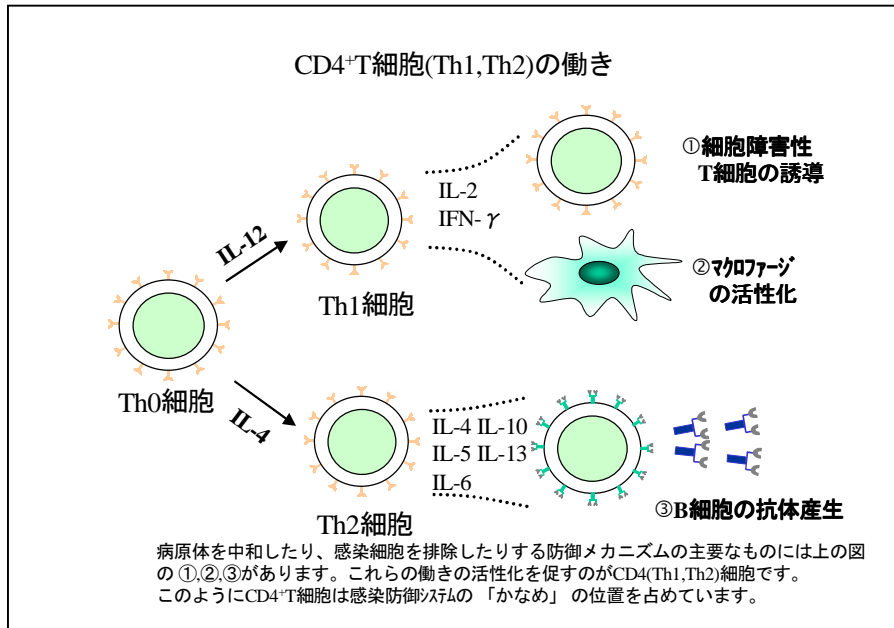 CD4⁺T細胞(Th1,Th2)の働き
①細胞障害性
T細胞の誘導
IL-2
IFN-γ
IL-12
②ﾏｸﾛﾌｧｰｼﾞ
の活性化
Th1細胞
Th0細胞
IL-4
IL-4 IL-10
IL-5 IL-13
IL-6
③B細胞の抗体産生
Th2細胞
病原体を中和したり、感染細胞を排除したりする防御メカニズムの主要なものには上の図
の ①,②,③があります。これらの働きの活性化を促すのがCD4(Th1,Th2)細胞です。
このようにCD4⁺T細胞は感染防御ｼｽﾃﾑの 「かなめ」 の位置を占めています。